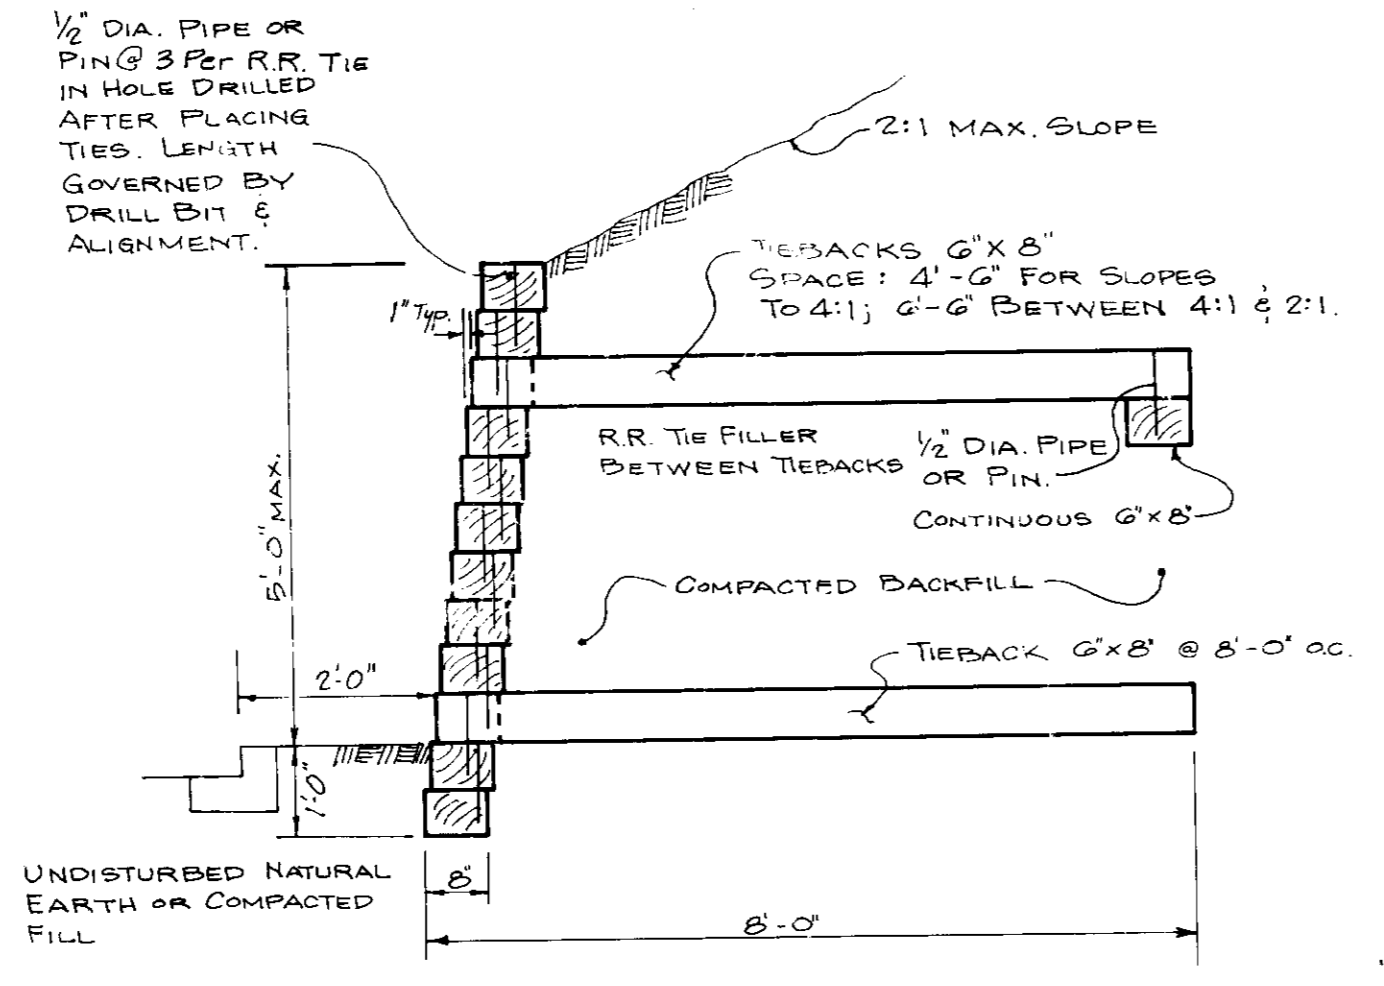 1/2" DIA. PIPE OR
PIN @ 3 Per R.R. TIE
IN HOLE DRILLED
AFTER PLACING
TIES. LENGTH
GOVERNED BY
DRILL BIT &
ALIGNMENT.
2:1 MAX. SLOPE
TIEBACKS 6"X 8"
SPACE: 4'-6" FOR SLOPES
TO 4:1; 6'-6" BETWEEN 4:1 & 2:1.
1" TYP.
R.R. TIE FILLER
BETWEEN TIEBACKS
1/2" DIA. PIPE
OR PIN.
CONTINUOUS 6"X 8"
5'-0" MAX.
COMPACTED BACKFILL
TIEBACK 6"X8" @ 8'-0" O.C.
2'-0"
1'-0"
UNDISTURBED NATURAL
EARTH OR COMPACTED
FILL
8"
8'-0"